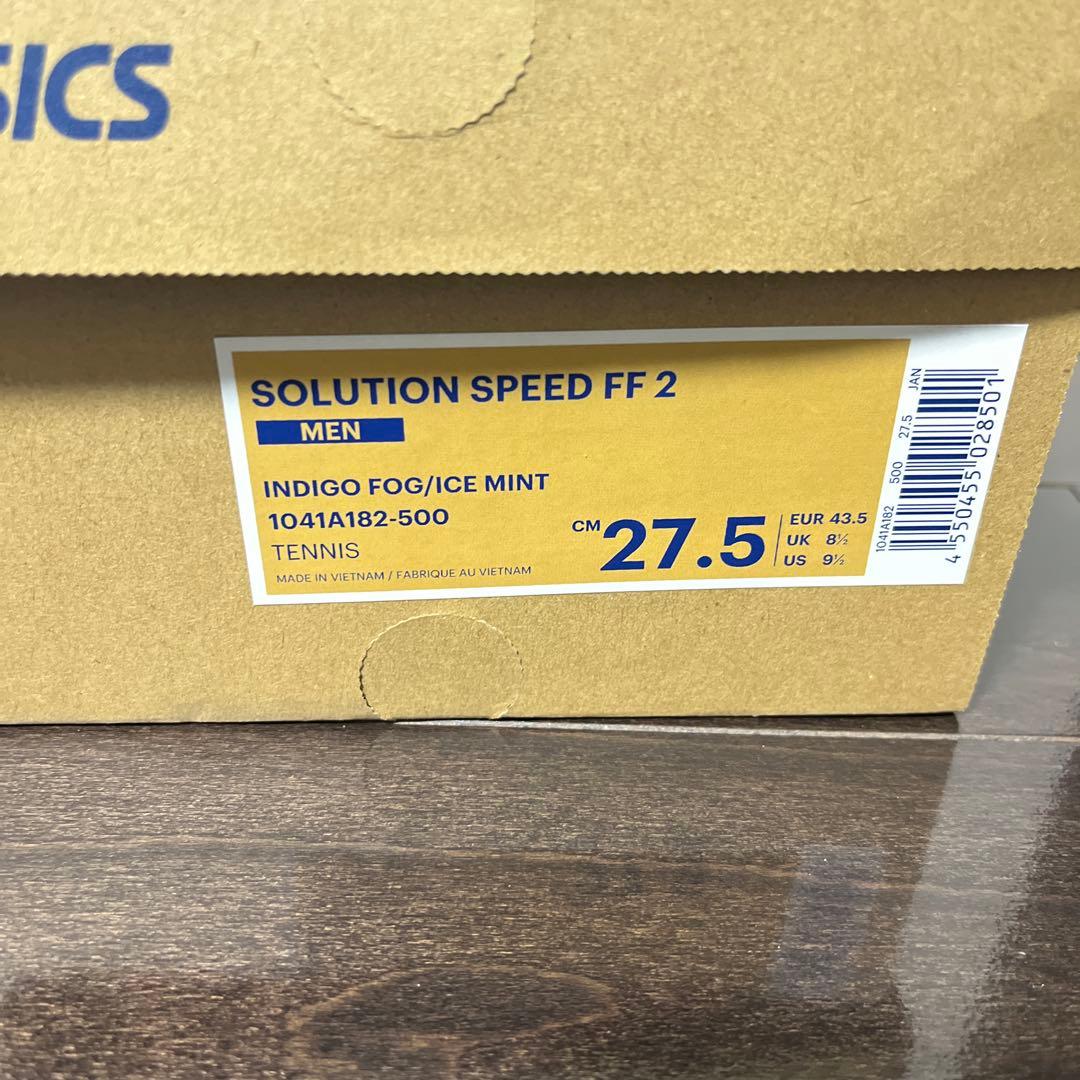 SICS
SOLUTION SPEED FF 2
MEN
INDIGO FOG/ICE MINT
1041A182-500
TENNIS
MADE IN VIETNAM / FABRIQUE AU VIETNAM
CM 27.5
EUR 43.5
UK 8½
US 9½
1041A182 500 27.5 JAN
4 550455 028501